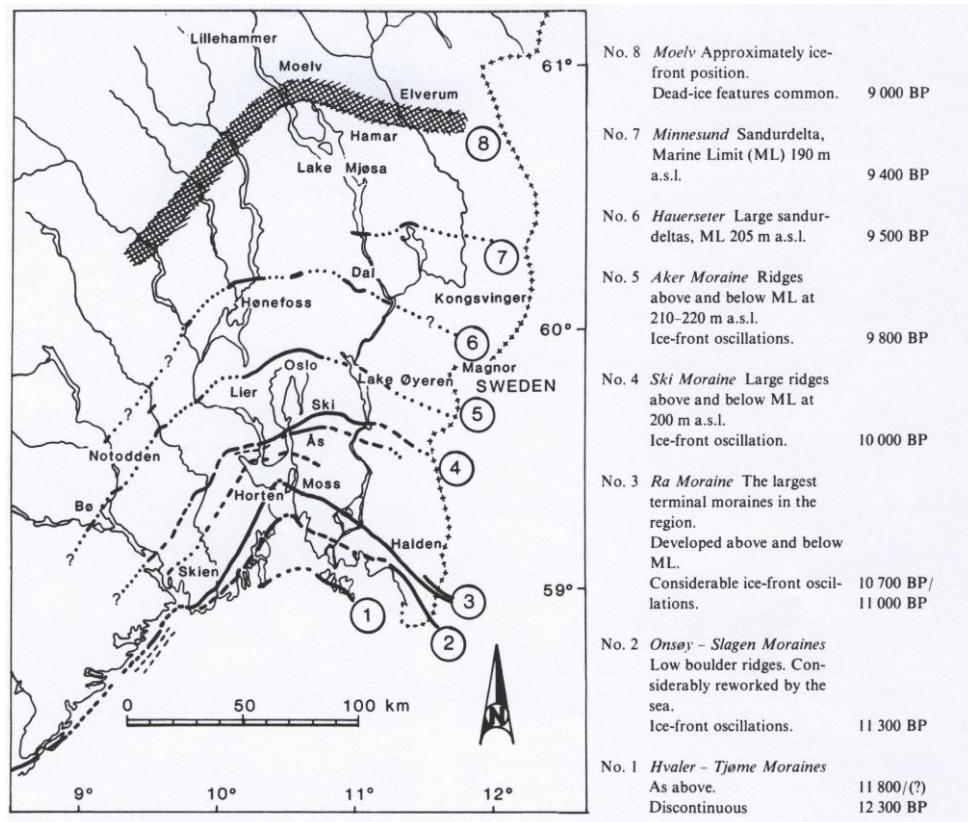 Lillehammer
Moelv
Elverum
Hamar
8
Lake Mjøsa
61°
7
Dal
Kongsvinger
Hønefoss
?
60°
6
Magnor
?
Oslo
Lake Øyeren
SWEDEN
Lier
5
?
Ski
Ås
4
Notodden
Moss
Horten
Bø
Halden
?
Skien
59°
?
3
1
2
0 50 100 km
N
9° 10° 11° 12°
No. 8 Moelv Approximately ice-
front position.
Dead-ice features common. 9 000 BP
No. 7 Minnesund Sandurdelta,
Marine Limit (ML) 190 m
a.s.l. 9 400 BP
No. 6 Hauerseter Large sandur-
deltas, ML 205 m a.s.l. 9 500 BP
No. 5 Aker Moraine Ridges
above and below ML at
210–220 m a.s.l.
Ice-front oscillations. 9 800 BP
No. 4 Ski Moraine Large ridges
above and below ML at
200 m a.s.l.
Ice-front oscillation. 10 000 BP
No. 3 Ra Moraine The largest
terminal moraines in the
region.
Developed above and below
ML.
Considerable ice-front oscil- 10 700 BP/
lations. 11 000 BP
No. 2 Onsøy – Slagen Moraines
Low boulder ridges. Con-
siderably reworked by the
sea.
Ice-front oscillations. 11 300 BP
No. 1 Hvaler – Tjøme Moraines
As above. 11 800/(?)
Discontinuous 12 300 BP